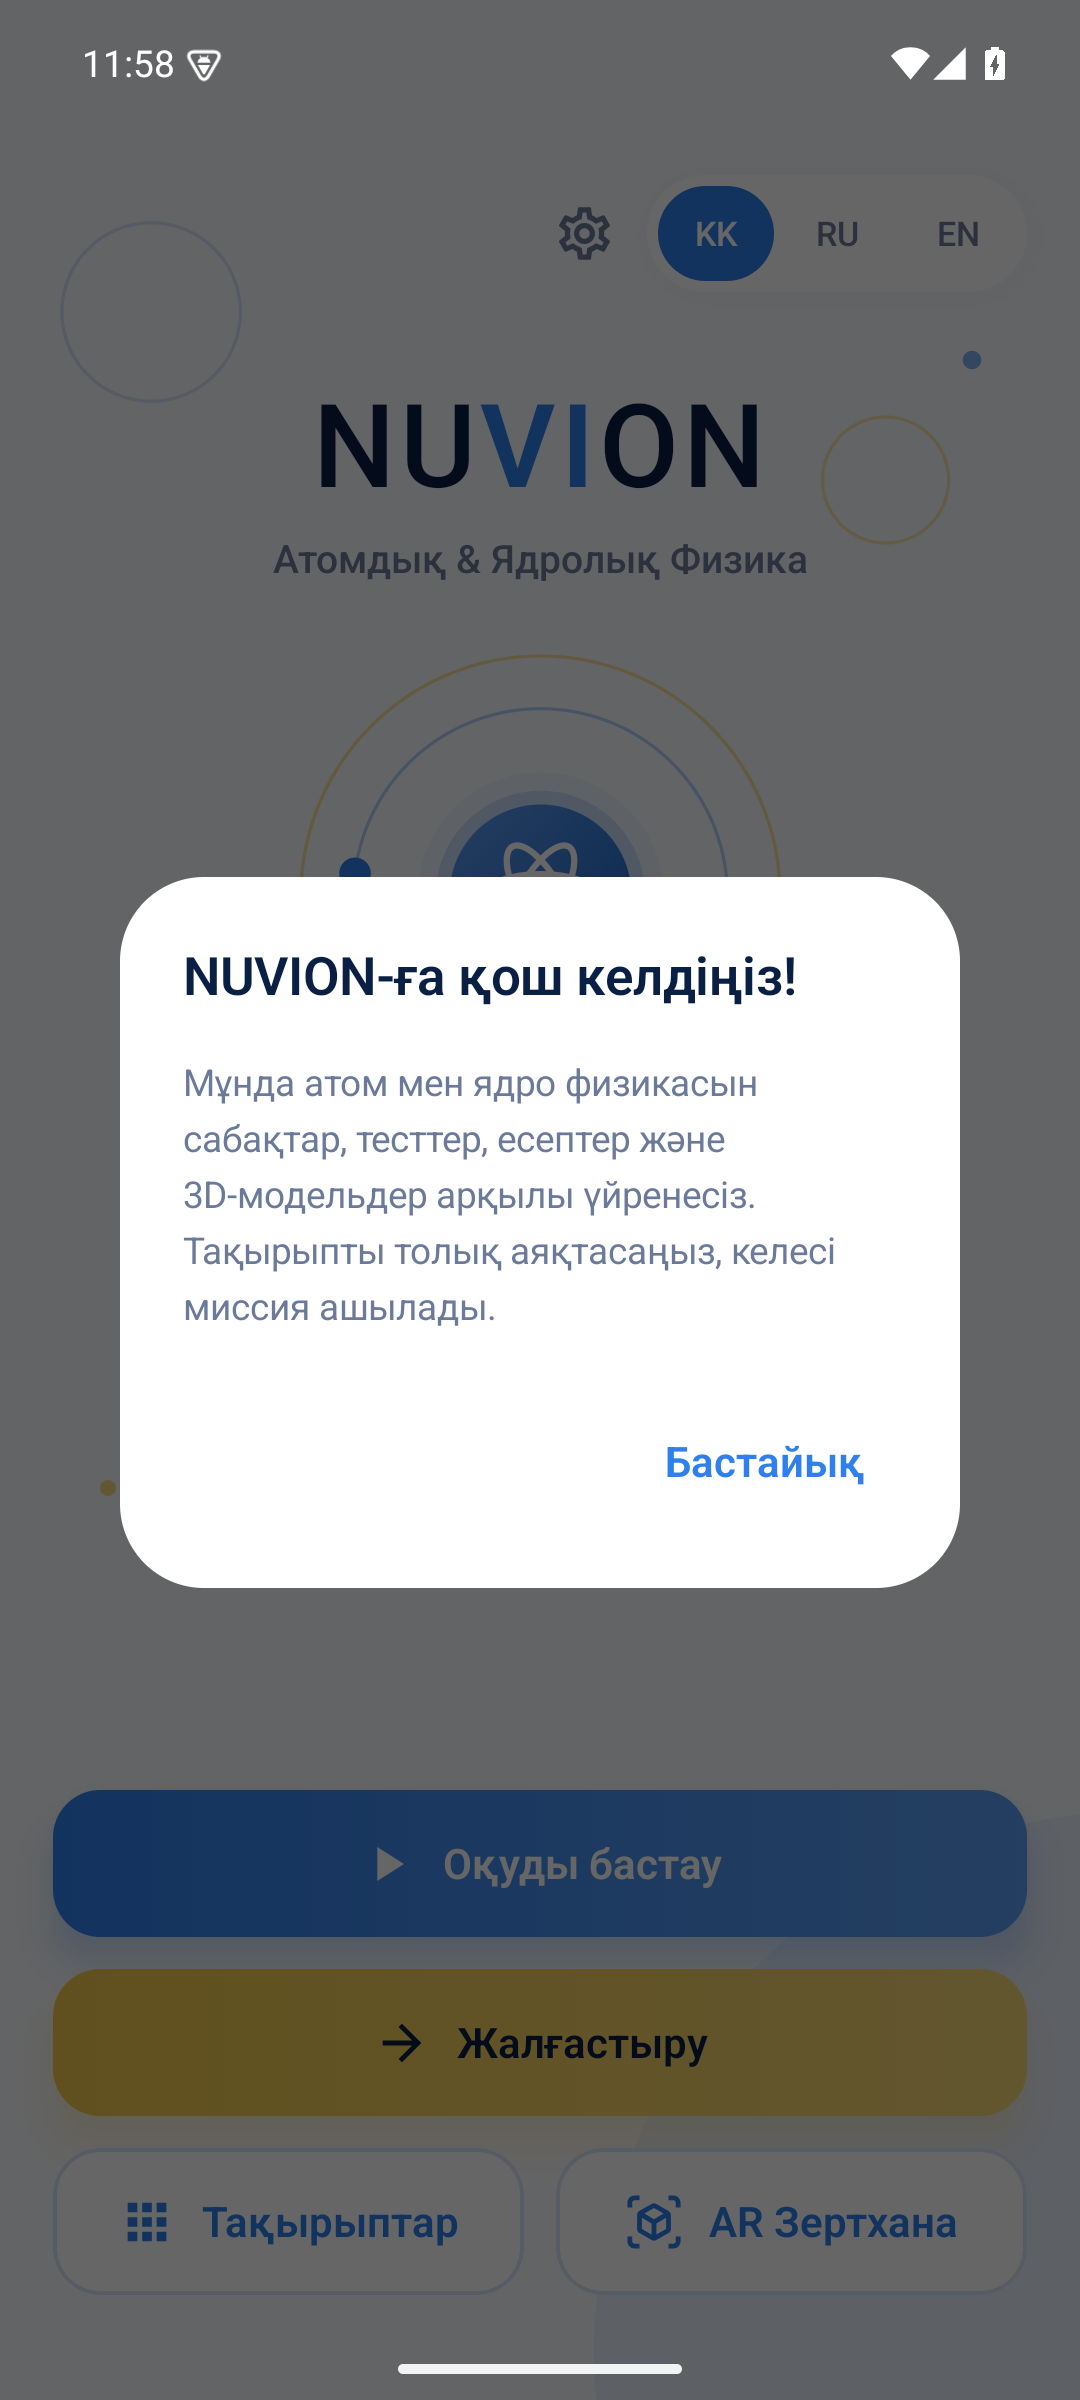 11:58
KK RU EN
NUVION
Атомдық & Ядролық Физика
NUVION-ға қош келдіңіз!
Мұнда атом мен ядро физикасын
сабақтар, тесттер, есептер және
3D-модельдер арқылы үйренесіз.
Тақырыпты толық аяқтасаңыз, келесі
миссия ашылады.
Бастайық
Оқуды бастау
Жалғастыру
Тақырыптар
AR Зертхана